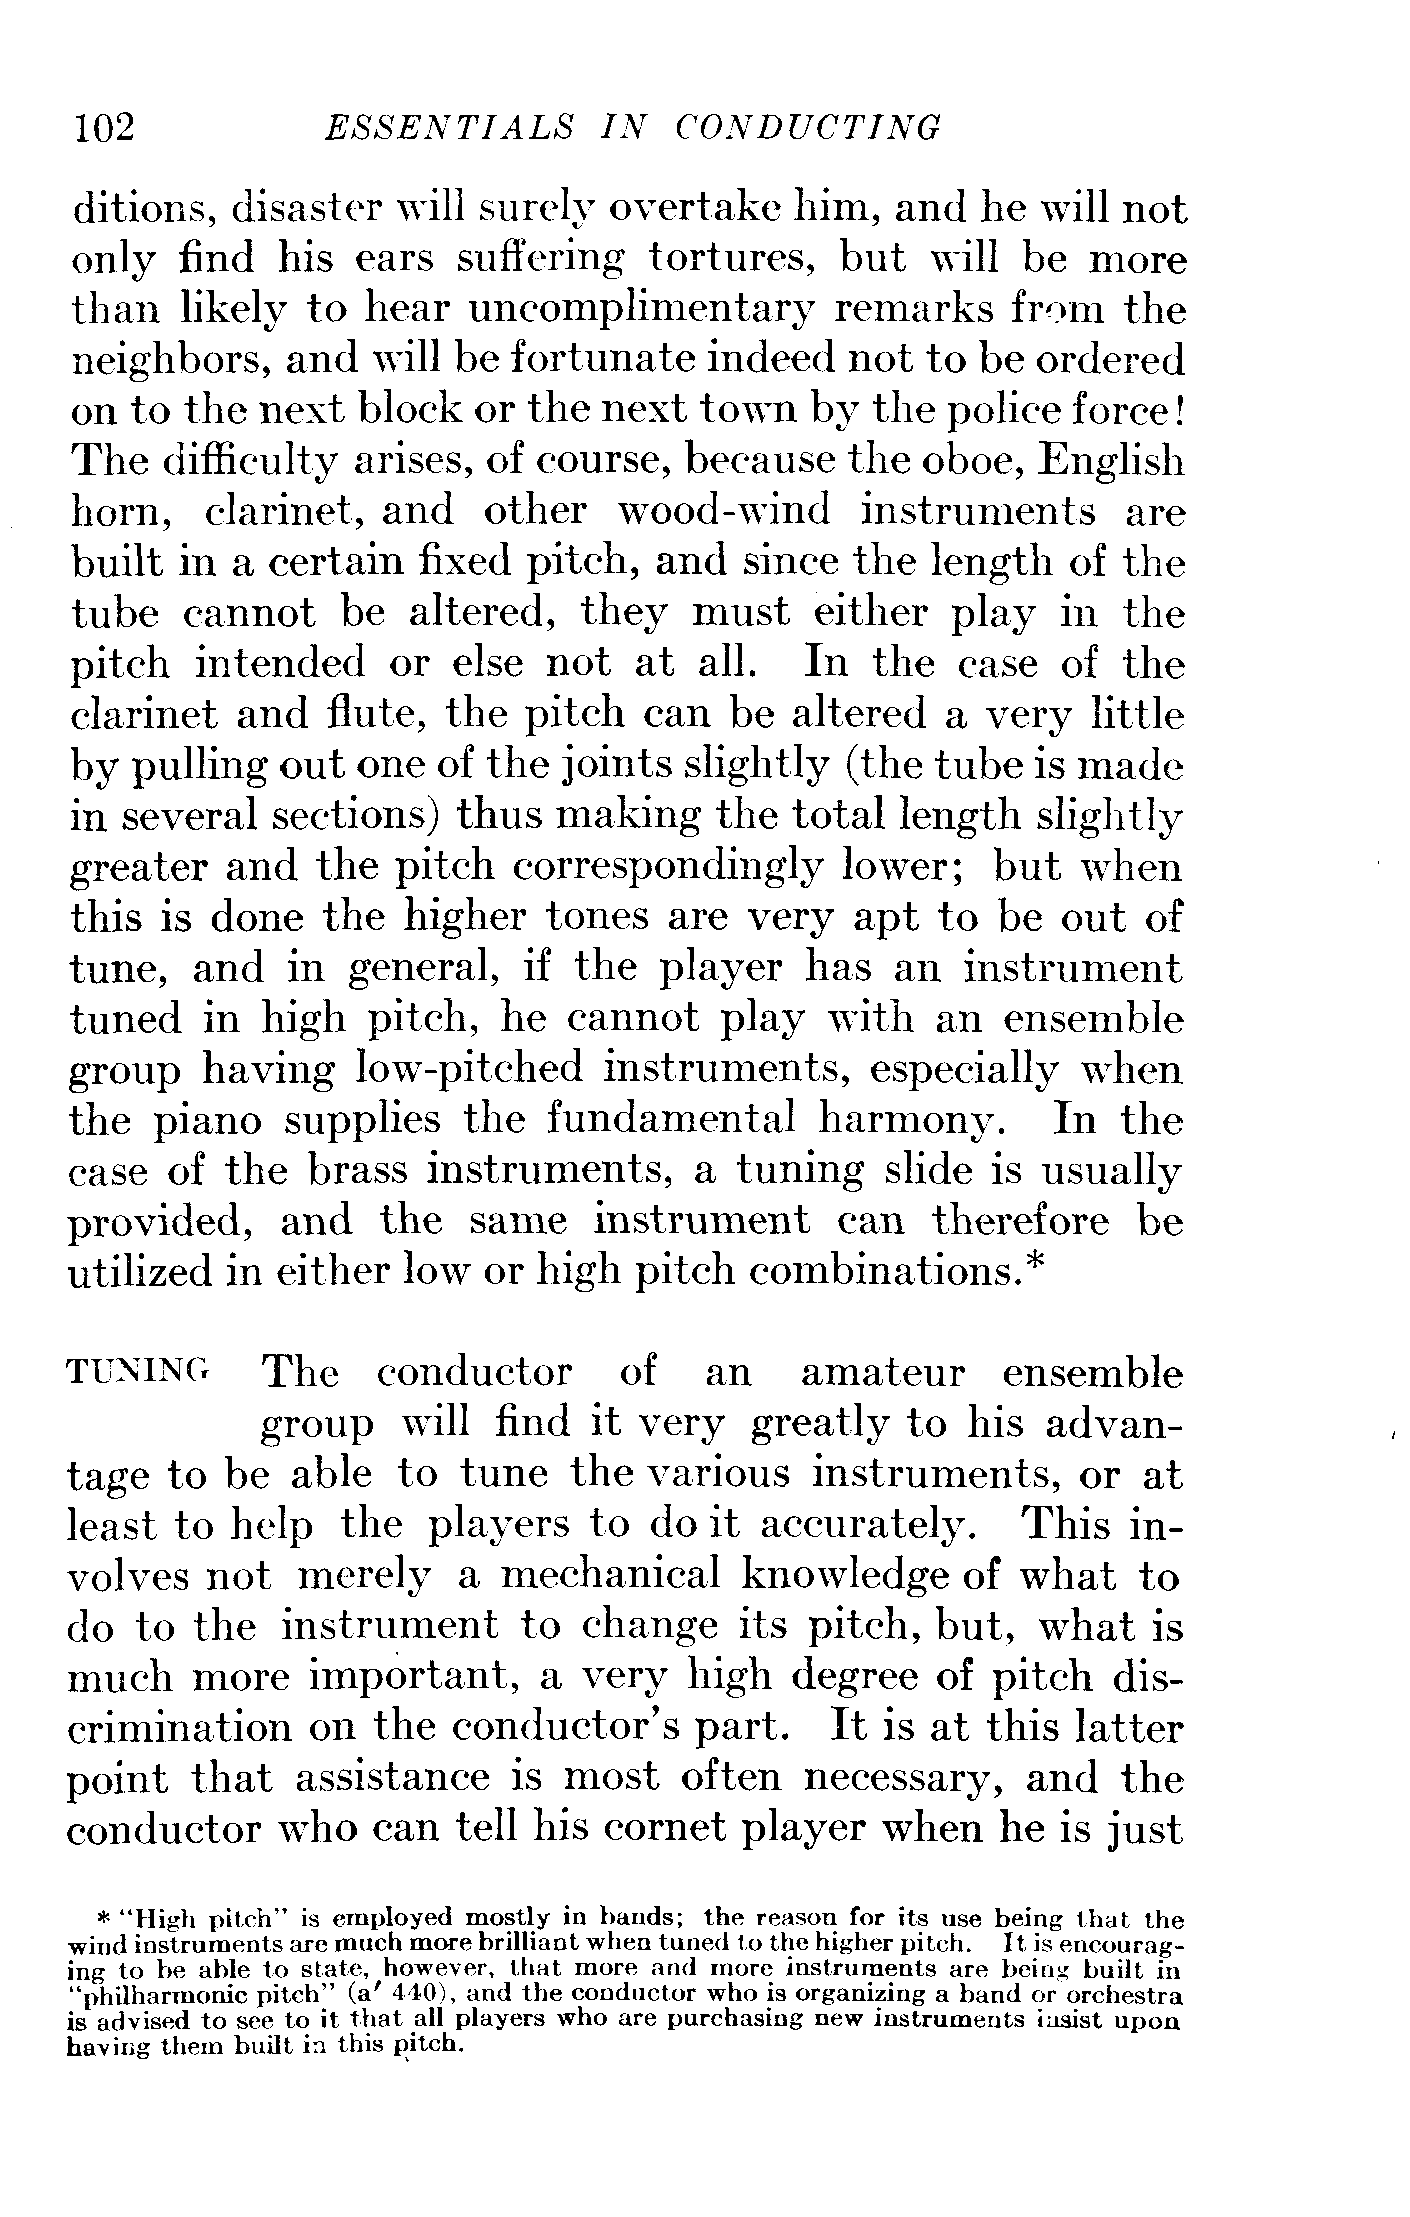 102 ESSENTIALS IN CONDUCTING
ditions, disaster will surely overtake him, and he will not
only find his ears suffering tortures, but will be more
than likely to hear uncomplimentary remarks from the
neighbors, and will be fortunate indeed not to be ordered
on to the next block or the next town by the police force!
The difficulty arises, of course, because the oboe, English
horn, clarinet, and other wood-wind instruments are
built in a certain fixed pitch, and since the length of the
tube cannot be altered, they must either play in the
pitch intended or else not at all. In the case of the
clarinet and flute, the pitch can be altered a very little
by pulling out one of the joints slightly (the tube is made
in several sections) thus making the total length slightly
greater and the pitch correspondingly lower; but when
this is done the higher tones are very apt to be out of
tune, and in general, if the player has an instrument
tuned in high pitch, he cannot play with an ensemble
group having low-pitched instruments, especially when
the piano supplies the fundamental harmony. In the
case of the brass instruments, a tuning slide is usually
provided, and the same instrument can therefore be
utilized in either low or high pitch combinations.*
TUNING The conductor of an amateur ensemble
group will find it very greatly to his advan-
tage to be able to tune the various instruments, or at
least to help the players to do it accurately. This in-
volves not merely a mechanical knowledge of what to
do to the instrument to change its pitch, but, what is
much more important, a very high degree of pitch dis-
crimination on the conductor's part. It is at this latter
point that assistance is most often necessary, and the
conductor who can tell his cornet player when he is just
* "High pitch" is employed mostly in bands; the reason for its use being that the
wind instruments are much more brilliant when tuned to the higher pitch. It is encourag-
ing to be able to state, however, that more and more instruments are being built in
"philharmonic pitch" (a' 440), and the conductor who is organizing a band or orchestra
is advised to see to it that all players who are purchasing new instruments insist upon
having them built in this pitch.